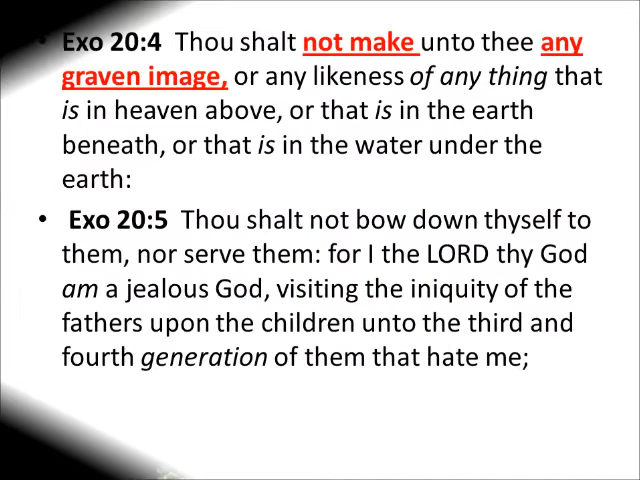 • Exo 20:4 Thou shalt not make unto thee any
graven image, or any likeness of any thing that
is in heaven above, or that is in the earth
beneath, or that is in the water under the
earth:
• Exo 20:5 Thou shalt not bow down thyself to
them, nor serve them: for I the LORD thy God
am a jealous God, visiting the iniquity of the
fathers upon the children unto the third and
fourth generation of them that hate me;